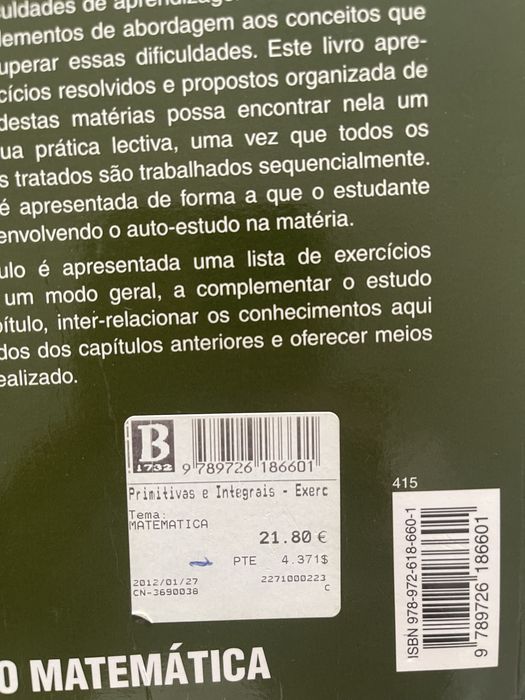 uldades de aprendizage
lementos de abordagem aos conceitos que
uperar essas dificuldades. Este livro apre-
cícios resolvidos e propostos organizada de
destas matérias possa encontrar nela um
ua prática lectiva, uma vez que todos os
s tratados são trabalhados sequencialmente.
é apresentada de forma a que o estudante
envolvendo o auto-estudo na matéria.
ulo é apresentada uma lista de exercícios
um modo geral, a complementar o estudo
pítulo, inter-relacionar os conhecimentos aqui
dos dos capítulos anteriores e oferecer meios
ealizado.
B
1732
9 789726 186601
Primitivas e Integrais - Exerc
Tema:
MATEMATICA
21.80 €
PTE 4.371$
2012/01/27 2271000223
CN-3690038 C
415
ISBN 978-972-618-660-1
9 789726 186601
O MATEMÁTICA